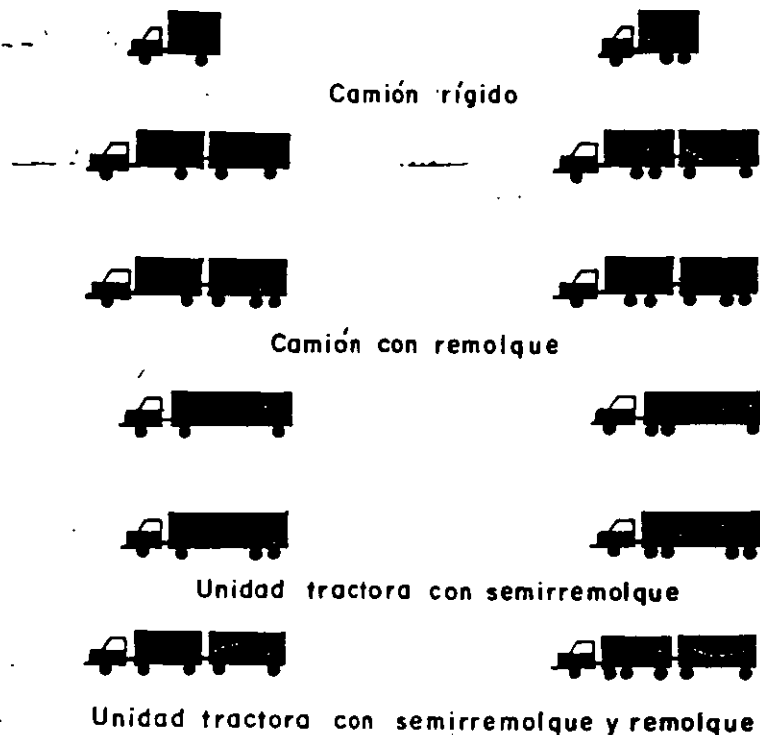 Camión rígido
Camión con remolque
Unidad tractora con semirremolque
Unidad tractora con semirremolque y remolque